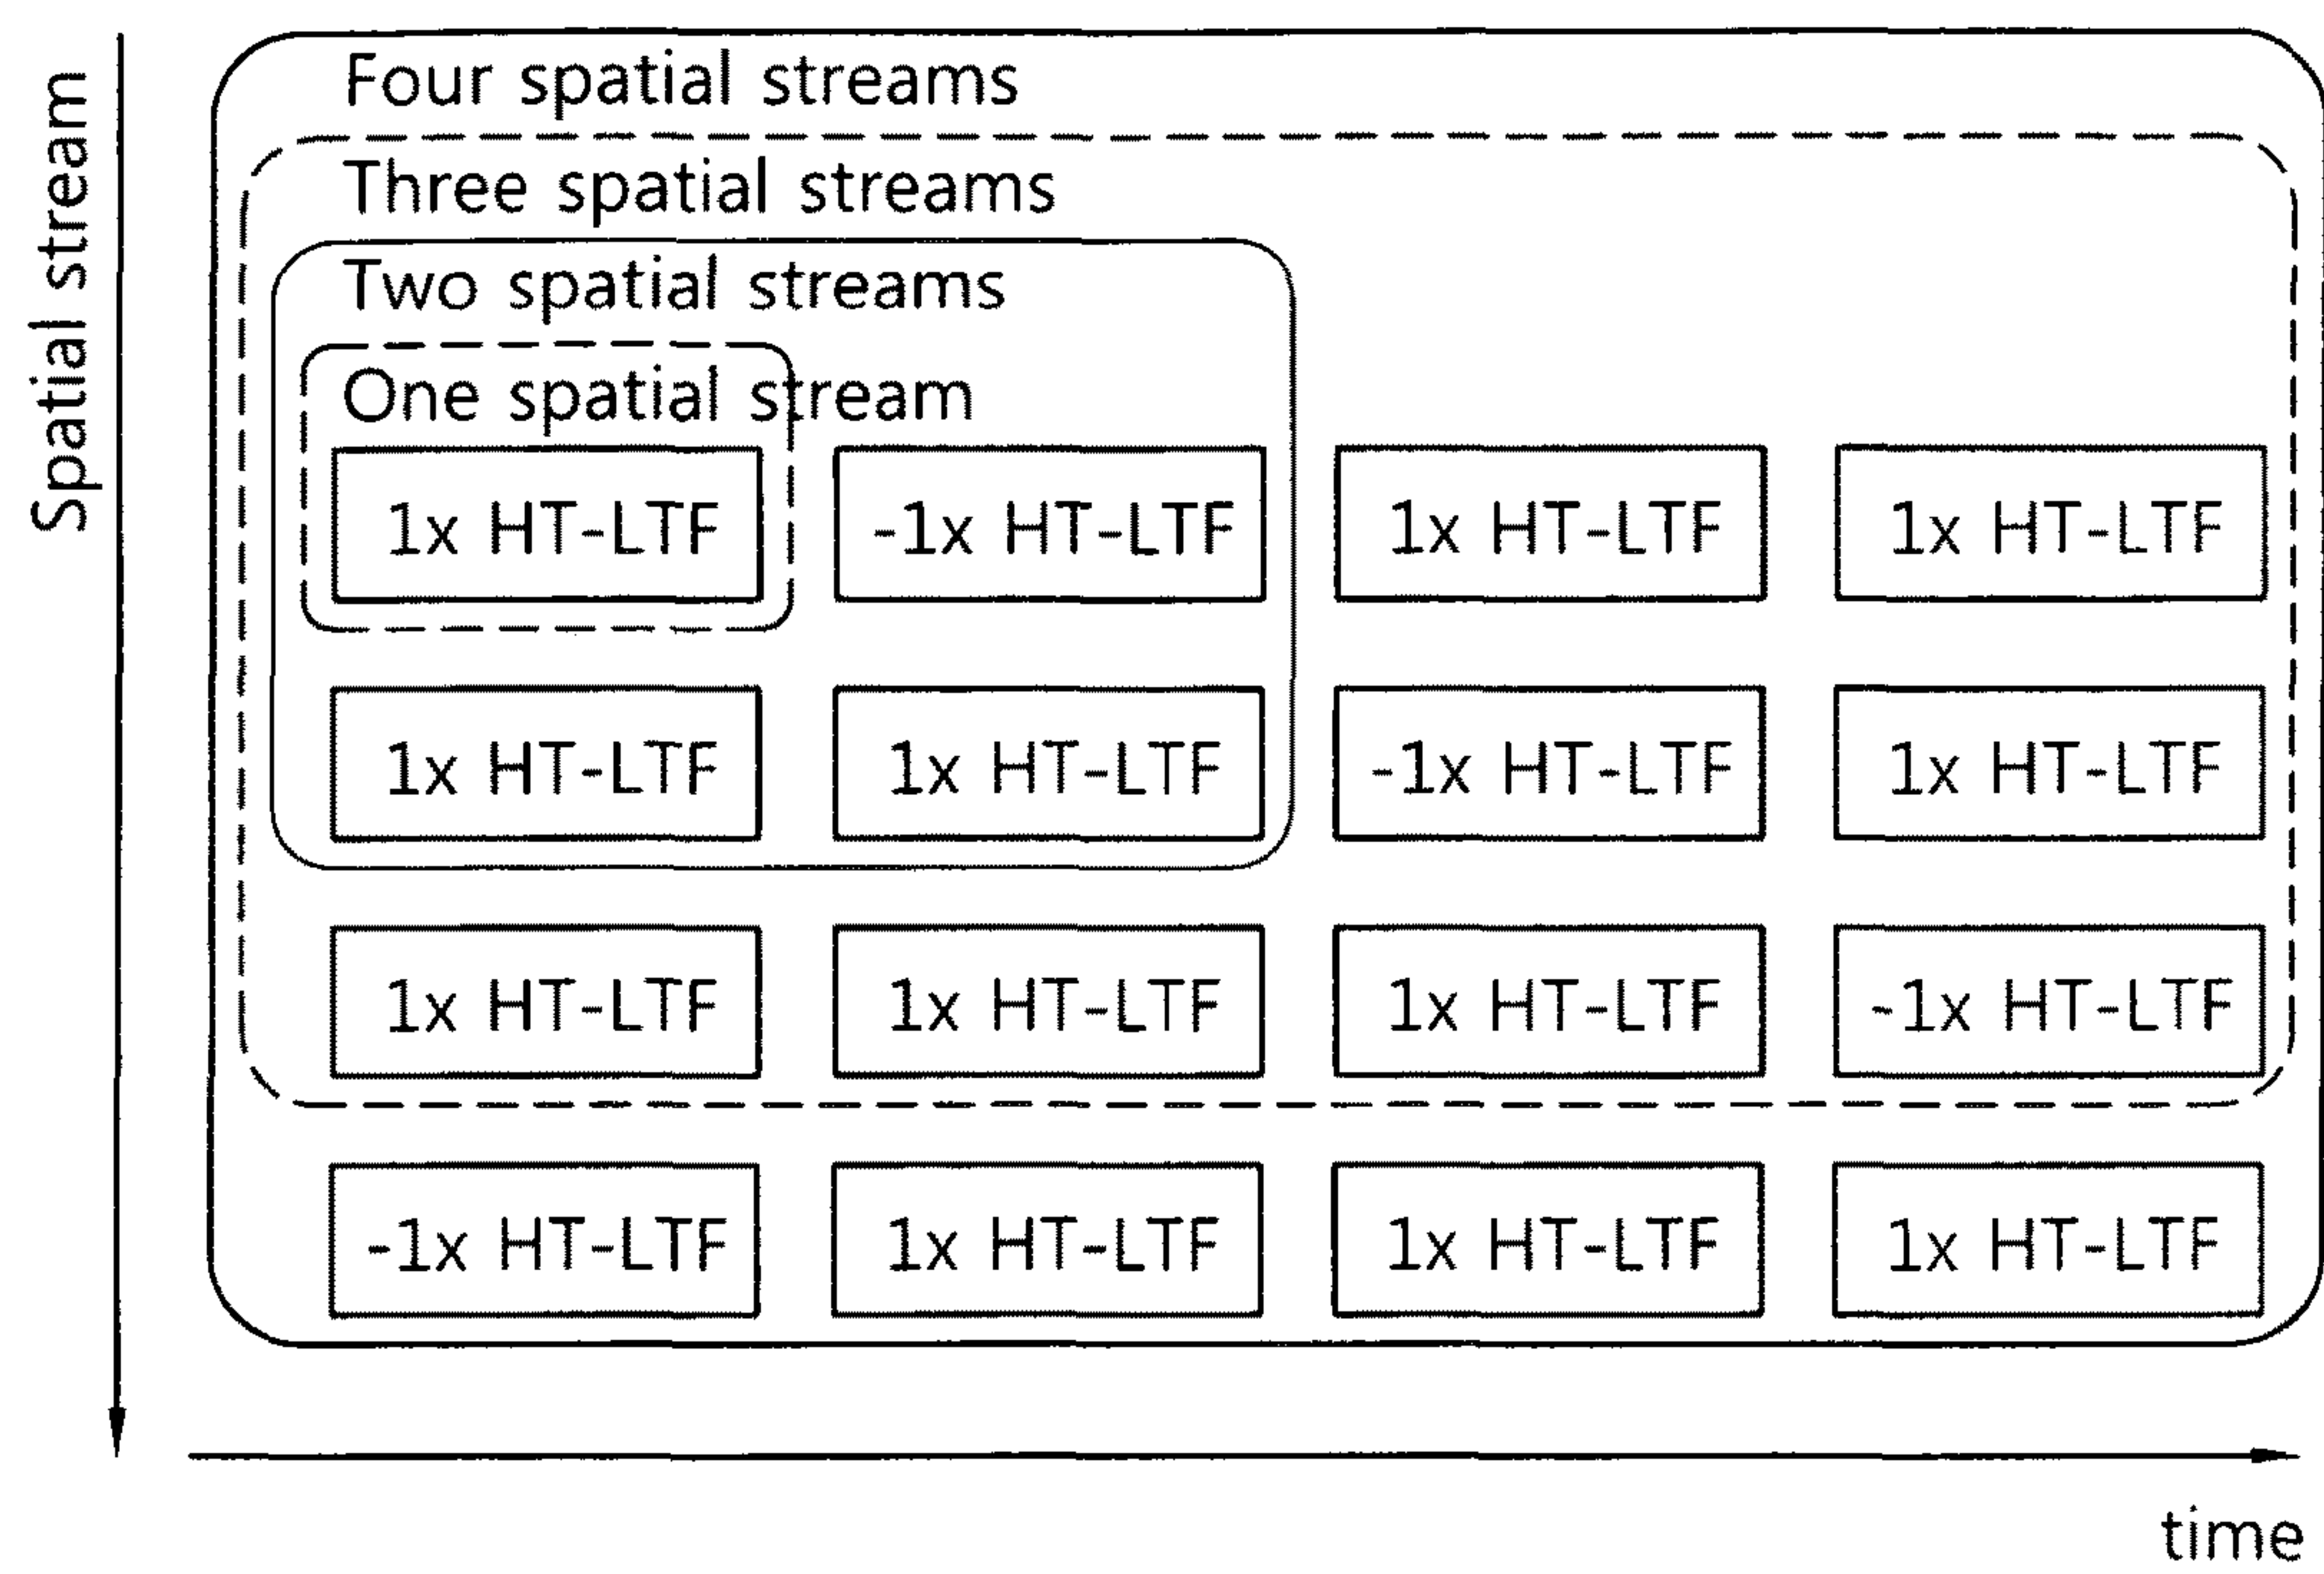 Spatial stream
Four spatial streams
Three spatial streams
Two spatial streams
One spatial stream
1x HT-LTF -1x HT-LTF 1x HT-LTF 1x HT-LTF
1x HT-LTF 1x HT-LTF -1x HT-LTF 1x HT-LTF
1x HT-LTF 1x HT-LTF 1x HT-LTF -1x HT-LTF
-1x HT-LTF 1x HT-LTF 1x HT-LTF 1x HT-LTF
time